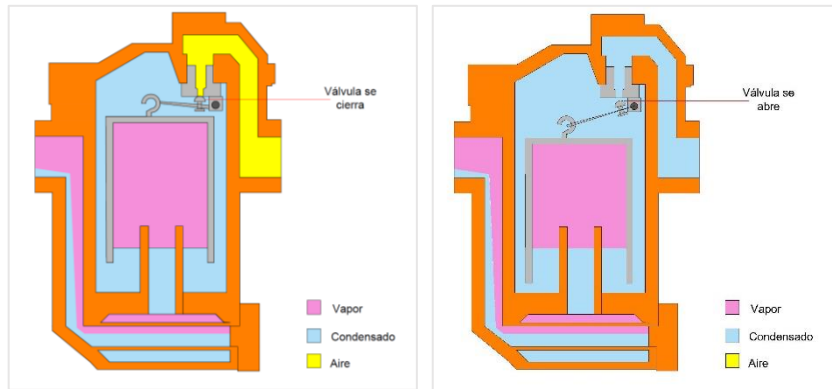 Válvula se
cierra
Vapor
Condensado
Aire
Válvula se
abre
Vapor
Condensado
Aire